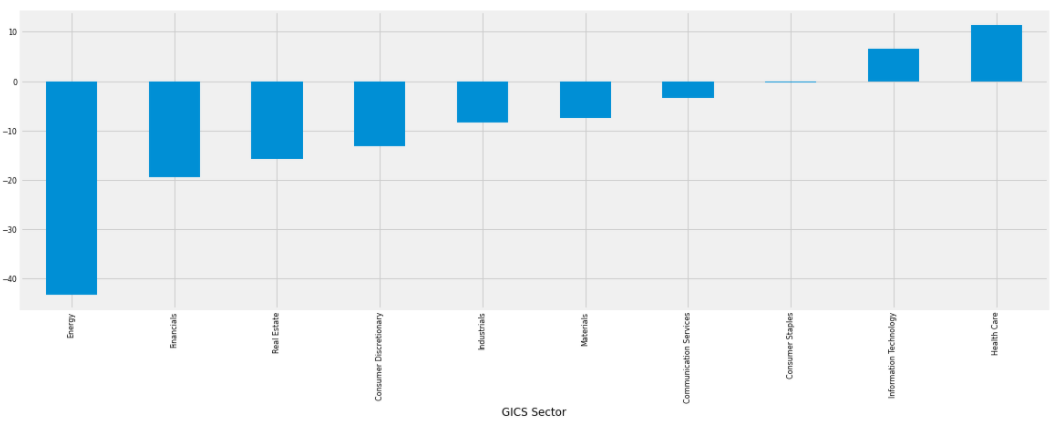 10
0
−10
−20
−30
−40
Energy
Financials
Real Estate
Consumer Discretionary
Industrials
Materials
Communication Services
Consumer Staples
Information Technology
Health Care
GICS Sector